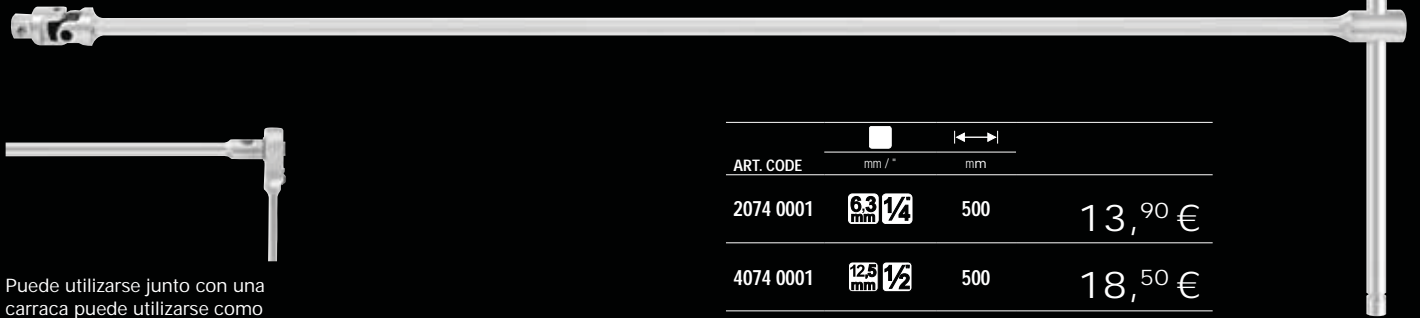 ART. CODE mm / " mm
2074 0001 6,3 mm 1/4" 500 13,90 €
4074 0001 12,5 mm 1/2" 500 18,50 €
Puede utilizarse junto con una
carraca puede utilizarse como